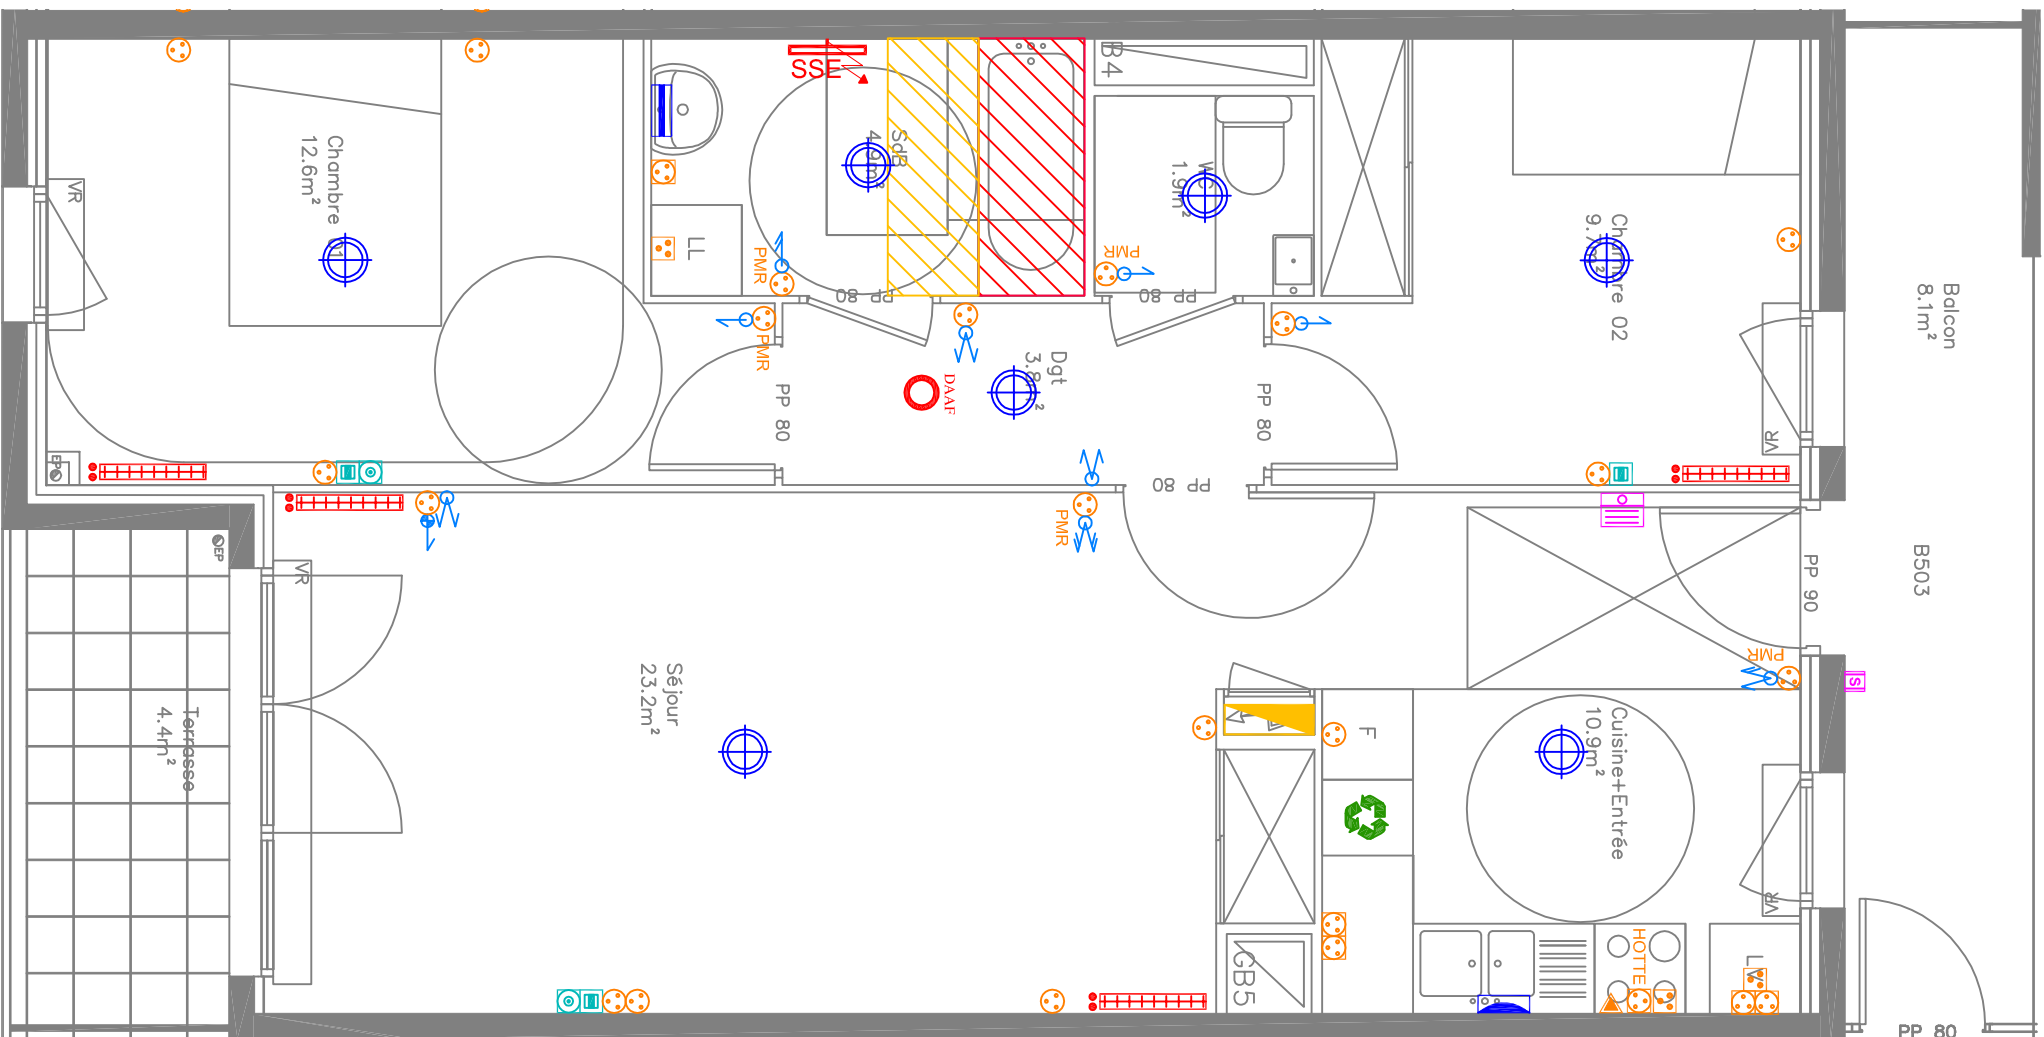 SSE
B4
Chambre 01
12.6m²
VR
SdB
4.9m²
WC
1.9m²
LL
PMR
PMR
Chambre 02
9.7m²
Balcon
8.1m²
PP 80
PP 80
PMR
Dgt
3.8m²
DAAF
PP 80
PP 80
VR
EP
PP 80
PMR
EP
VR
B503
PP 90
PMR
Séjour
23.2m²
Terrasse
4.4m²
F
Cuisine+Entrée
10.9m²
S
VR
GB5
HOTTE
LV
PP 80